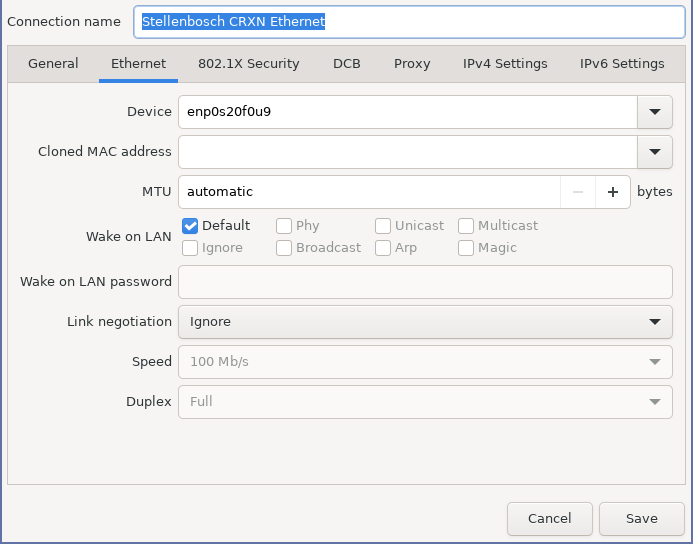 Connection name Stellenbosch CRXN Ethernet
General Ethernet 802.1X Security DCB Proxy IPv4 Settings IPv6 Settings
Device enp0s20f0u9
Cloned MAC address
MTU automatic − + bytes
Wake on LAN
Default Phy Unicast Multicast
Ignore Broadcast Arp Magic
Wake on LAN password
Link negotiation Ignore
Speed 100 Mb/s
Duplex Full
Cancel Save